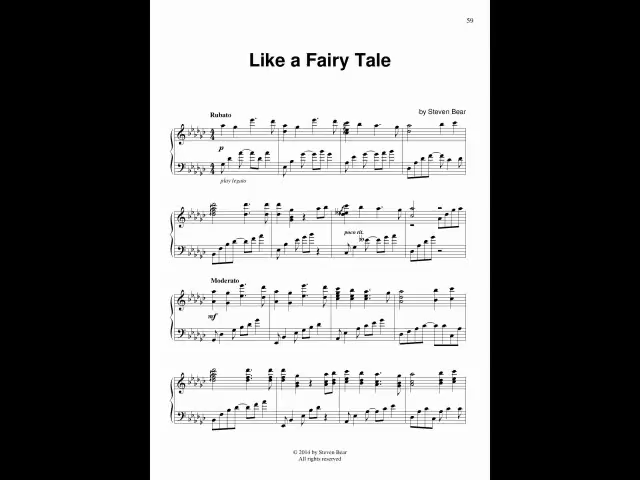 59
Like a Fairy Tale
by Steven Bear
Rubato
p
play legato
poco rit.
Moderato
mf
© 2014 by Steven Bear
All rights reserved